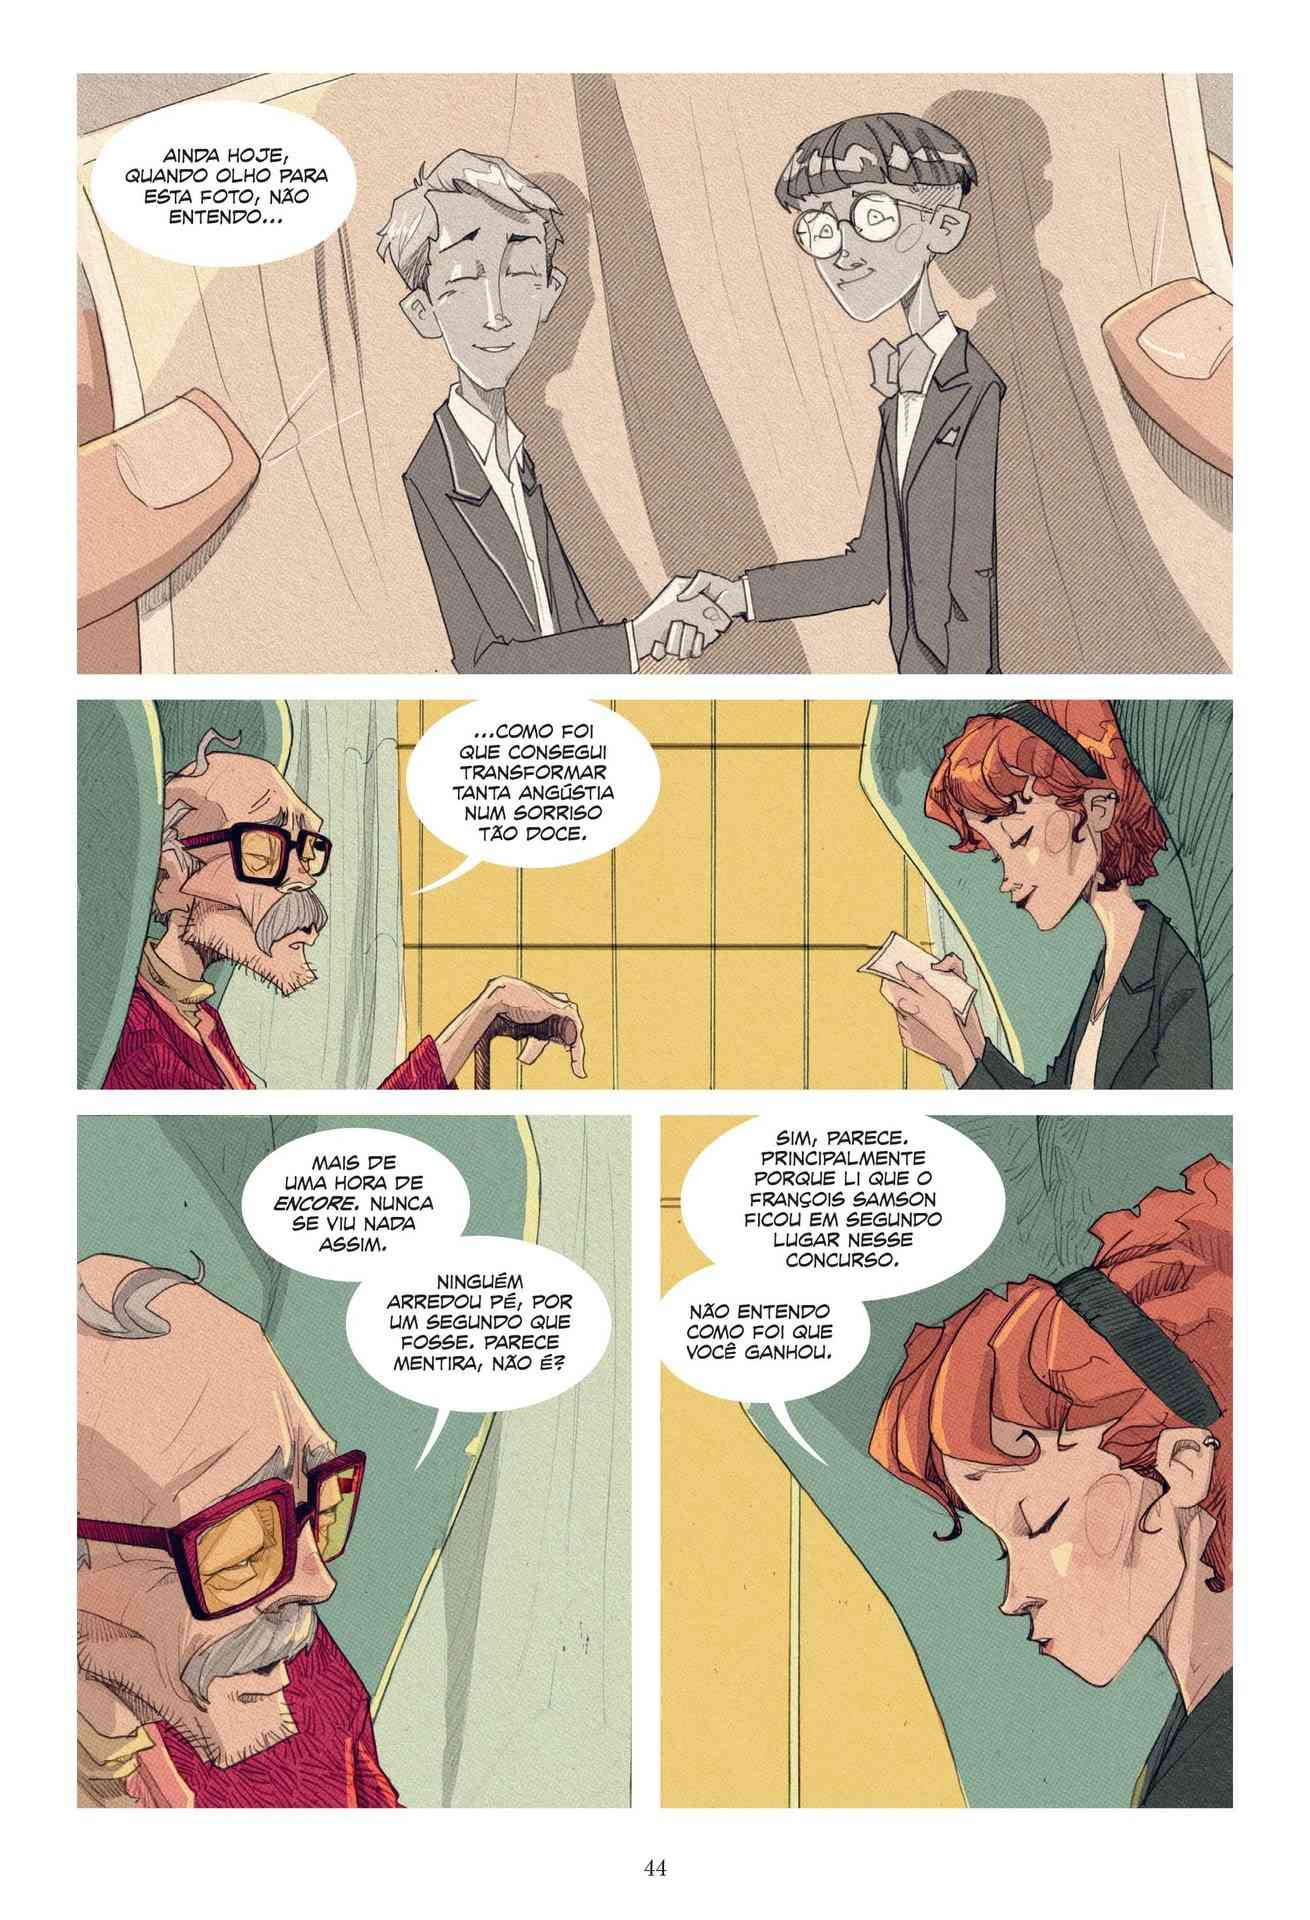 AINDA HOJE,
QUANDO OLHO PARA
ESTA FOTO, NÃO
ENTENDO...
...COMO FOI
QUE CONSEGUI
TRANSFORMAR
TANTA ANGÚSTIA
NUM SORRISO
TÃO DOCE.
MAIS DE
UMA HORA DE
ENCORE. NUNCA
SE VIU NADA
ASSIM.
NINGUÉM
ARREDOU PÉ, POR
UM SEGUNDO QUE
FOSSE. PARECE
MENTIRA, NÃO É?
SIM, PARECE.
PRINCIPALMENTE
PORQUE LI QUE O
FRANÇOIS SAMSON
FICOU EM SEGUNDO
LUGAR NESSE
CONCURSO.
NÃO ENTENDO
COMO FOI QUE
VOCÊ GANHOU.
44